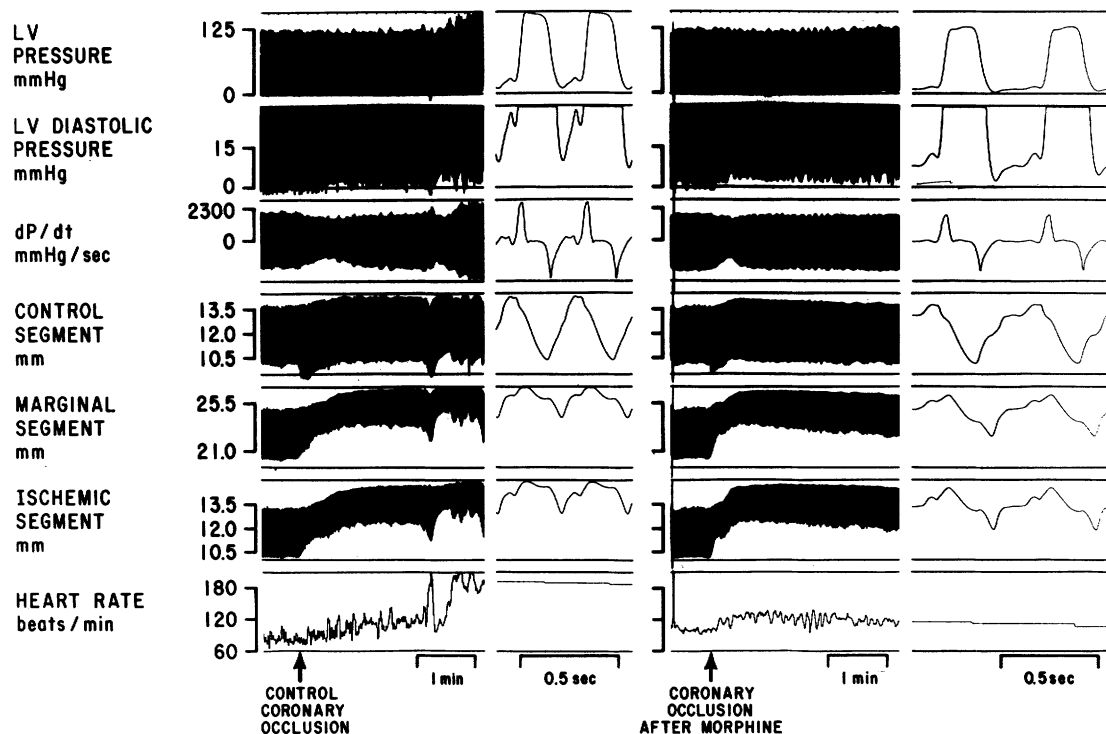 LV
PRESSURE
mmHg
125
0
LV DIASTOLIC
PRESSURE
mmHg
15
0
dP/dt
mmHg/sec
2300
0
CONTROL
SEGMENT
mm
13.5
12.0
10.5
MARGINAL
SEGMENT
mm
25.5
21.0
ISCHEMIC
SEGMENT
mm
13.5
12.0
10.5
HEART RATE
beats/min
180
120
60
1 min
0.5 sec
1 min
0.5 sec
CONTROL
CORONARY
OCCLUSION
CORONARY
OCCLUSION
AFTER MORPHINE